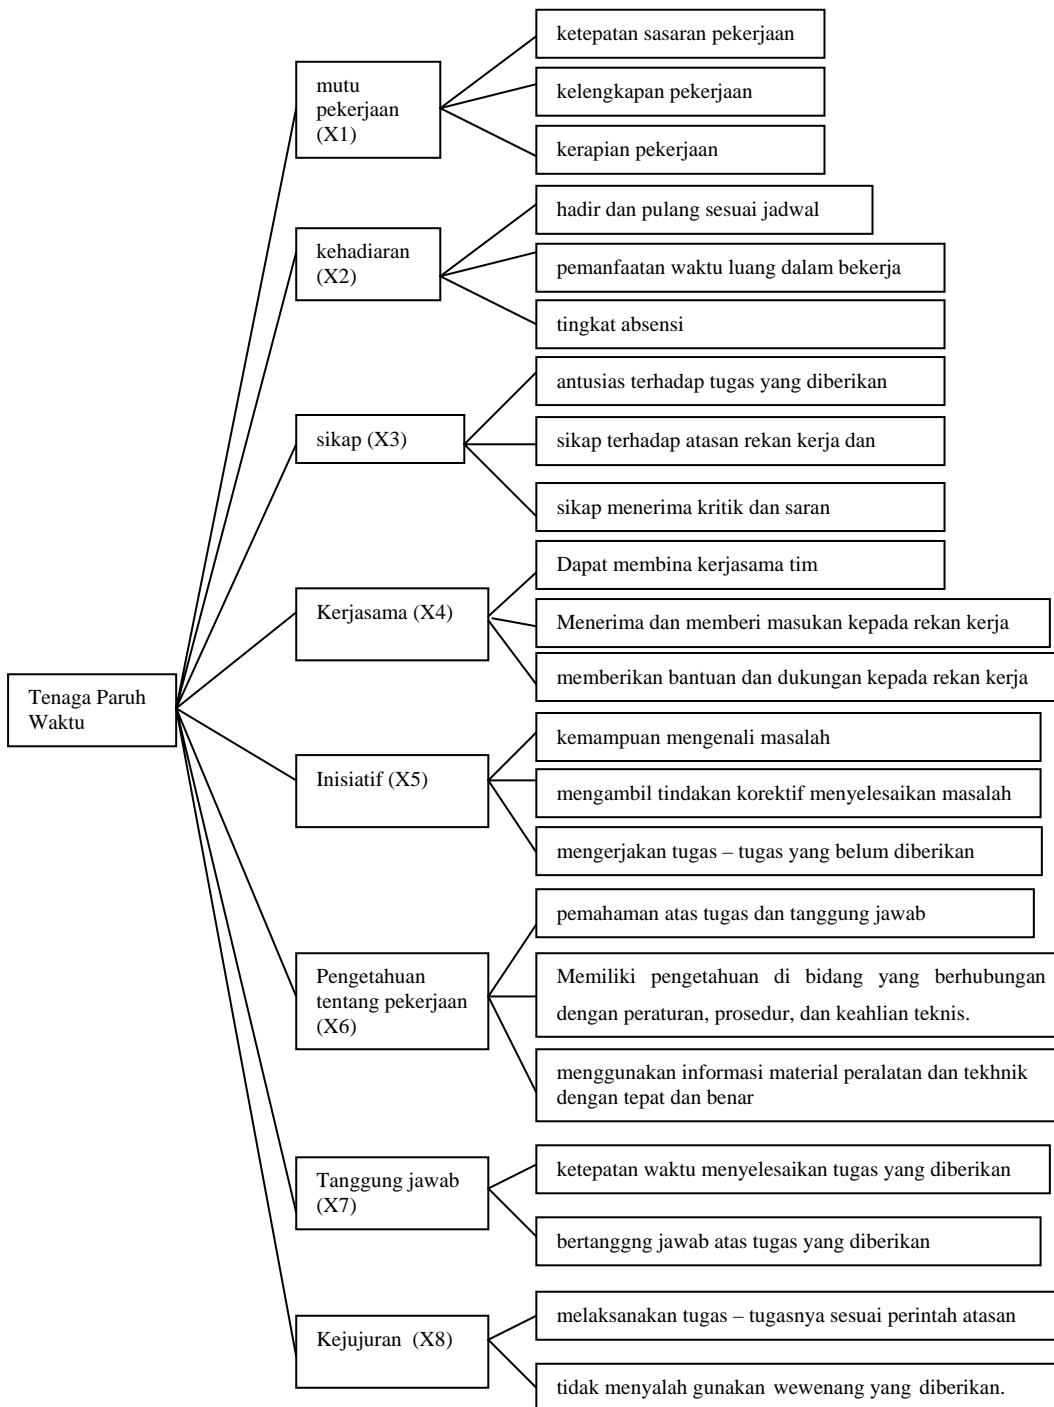 ketepatan sasaran pekerjaan
mutu
pekerjaan
(X1)
kelengkapan pekerjaan
kerapian pekerjaan
hadir dan pulang sesuai jadwal
kehadiaran
(X2)
pemanfaatan waktu luang dalam bekerja
tingkat absensi
antusias terhadap tugas yang diberikan
sikap (X3)
sikap terhadap atasan rekan kerja dan
sikap menerima kritik dan saran
Dapat membina kerjasama tim
Kerjasama (X4)
Menerima dan memberi masukan kepada rekan kerja
memberikan bantuan dan dukungan kepada rekan kerja
Tenaga Paruh
Waktu
kemampuan mengenali masalah
Inisiatif (X5)
mengambil tindakan korektif menyelesaikan masalah
mengerjakan tugas – tugas yang belum diberikan
pemahaman atas tugas dan tanggung jawab
Pengetahuan
tentang pekerjaan
(X6)
Memiliki pengetahuan di bidang yang berhubungan
dengan peraturan, prosedur, dan keahlian teknis.
menggunakan informasi material peralatan dan tekhnik
dengan tepat dan benar
Tanggung jawab
(X7)
ketepatan waktu menyelesaikan tugas yang diberikan
bertanggng jawab atas tugas yang diberikan
melaksanakan tugas – tugasnya sesuai perintah atasan
Kejujuran (X8)
tidak menyalah gunakan wewenang yang diberikan.